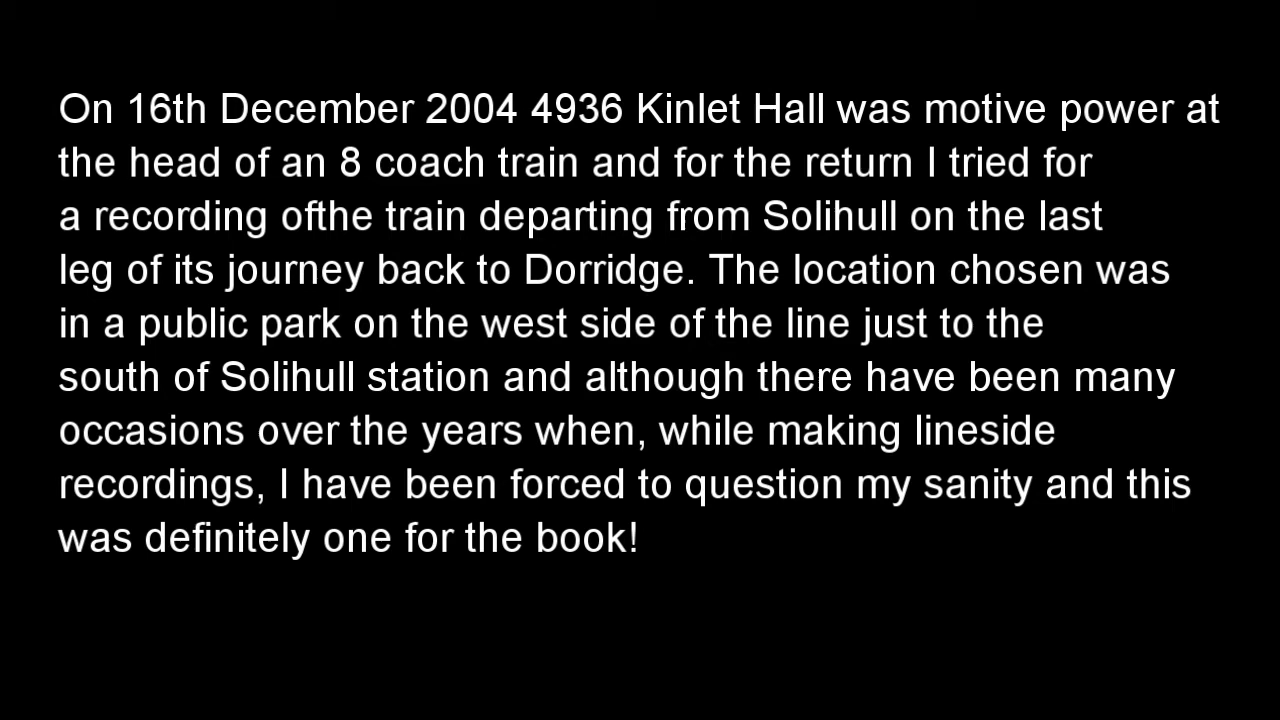 On 16th December 2004 4936 Kinlet Hall was motive power at
the head of an 8 coach train and for the return I tried for
a recording ofthe train departing from Solihull on the last
leg of its journey back to Dorridge. The location chosen was
in a public park on the west side of the line just to the
south of Solihull station and although there have been many
occasions over the years when, while making lineside
recordings, I have been forced to question my sanity and this
was definitely one for the book!